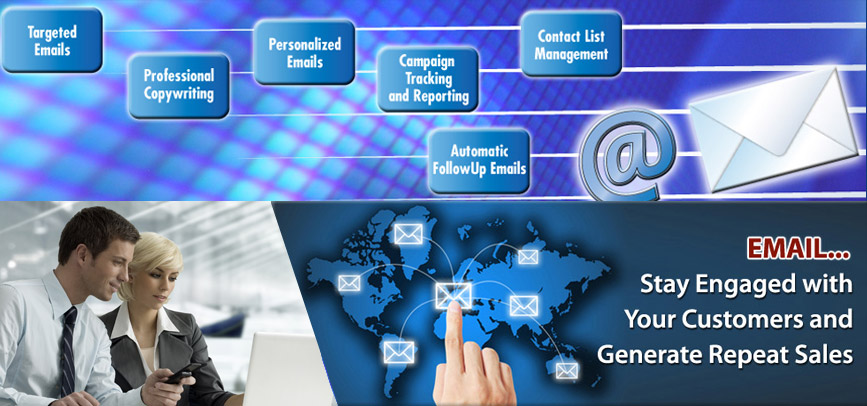 Targeted
Emails
Professional
Copywriting
Personalized
Emails
Campaign
Tracking
and Reporting
Contact List
Management
Automatic
FollowUp Emails
@
EMAIL...
Stay Engaged with
Your Customers and
Generate Repeat Sales